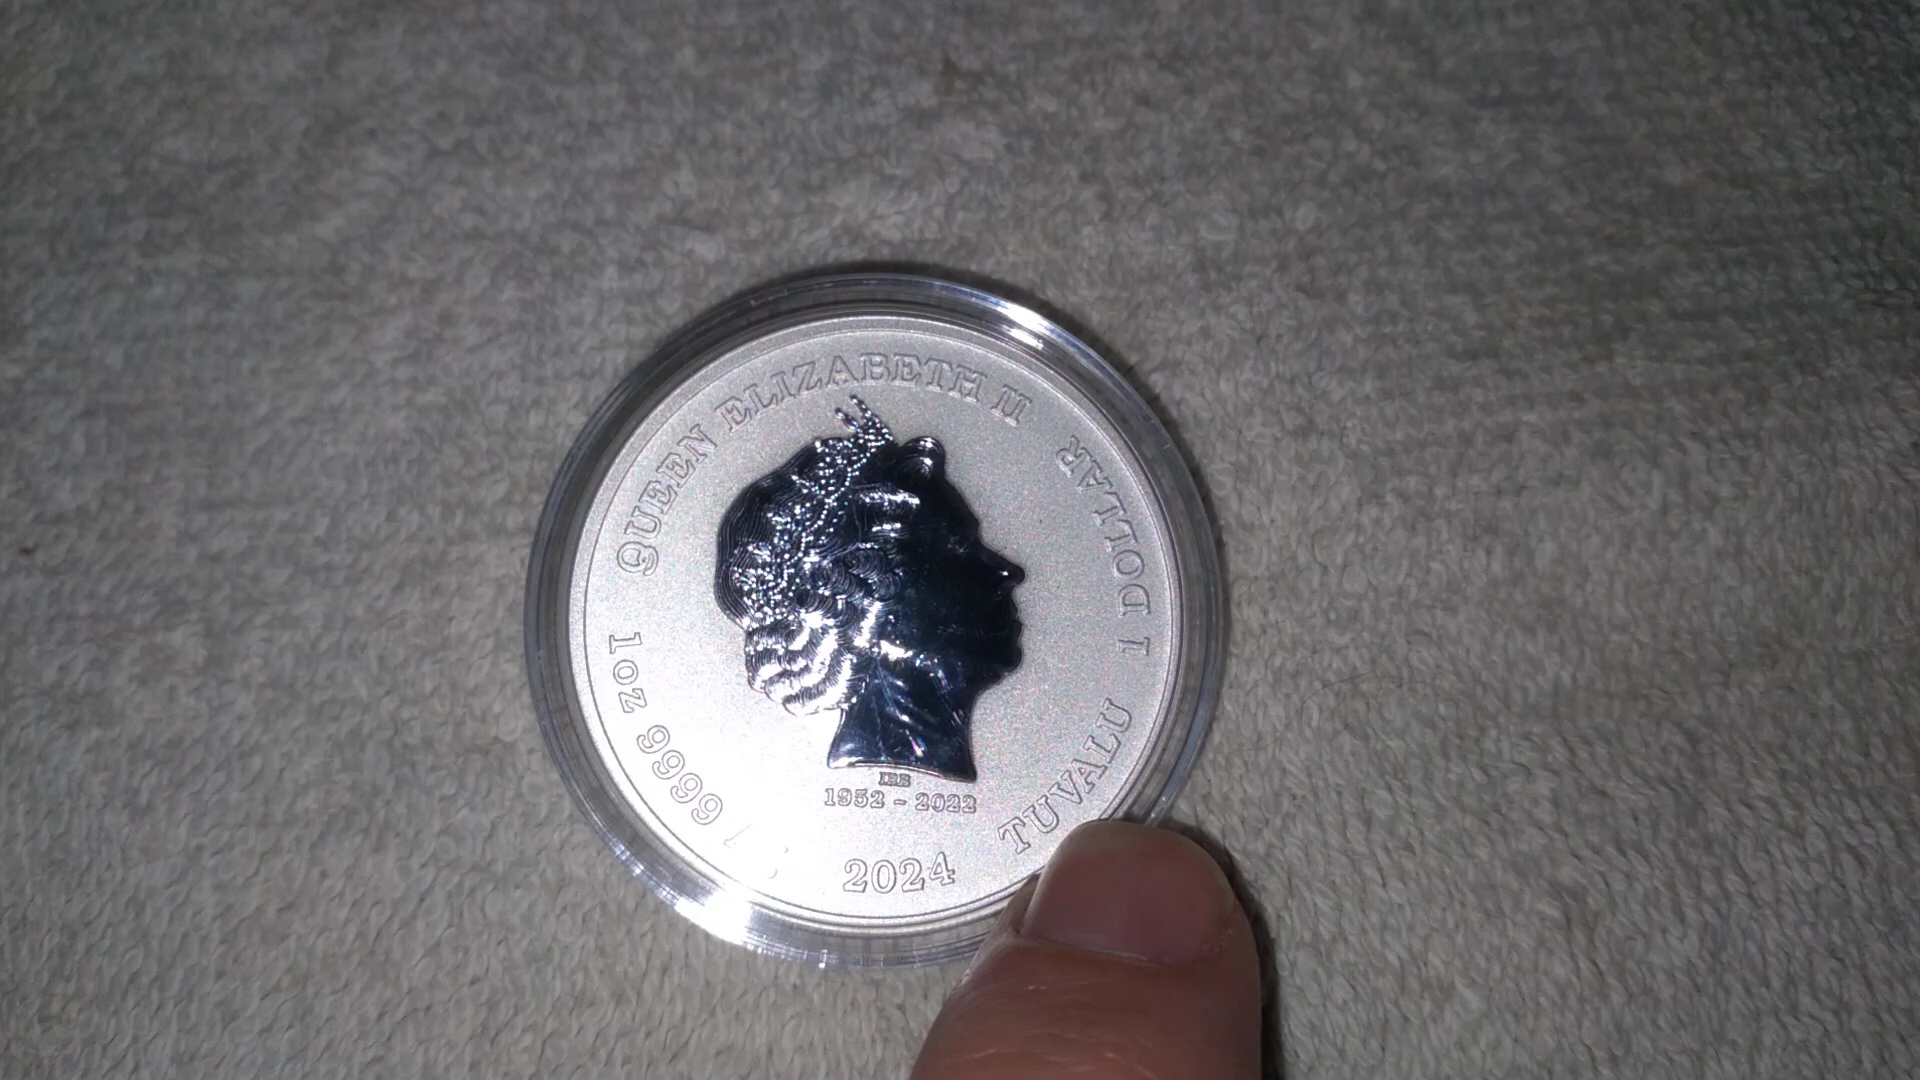 QUEEN ELIZABETH II
1 DOLLAR
TUVALU
2024
1oz 9999
IRB
1952 - 2022